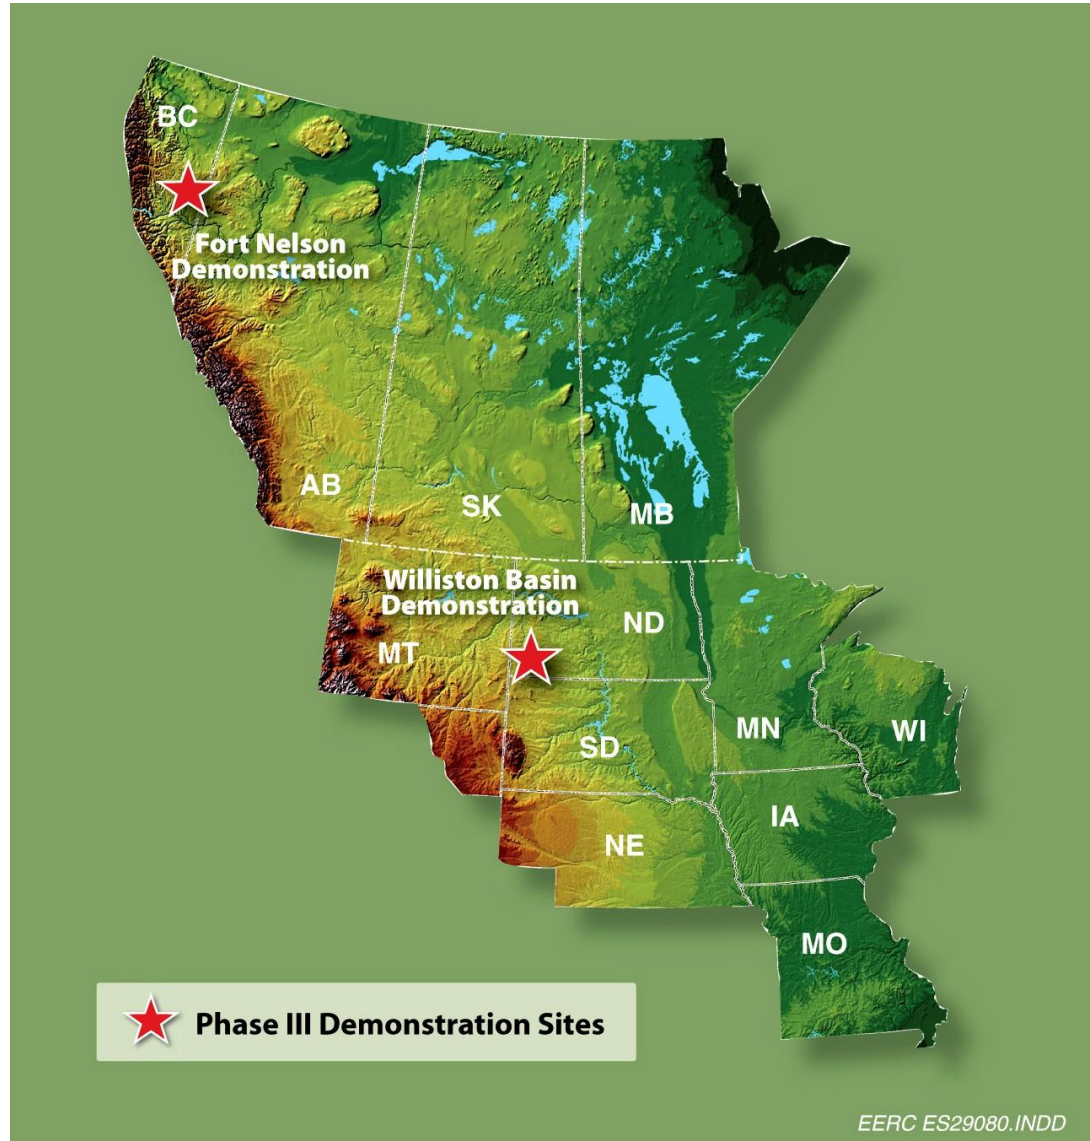 BC
Fort Nelson
Demonstration
AB
SK
MB
Williston Basin
Demonstration
ND
MT
MN
WI
SD
IA
NE
MO
Phase III Demonstration Sites
EERC ES29080.INDD